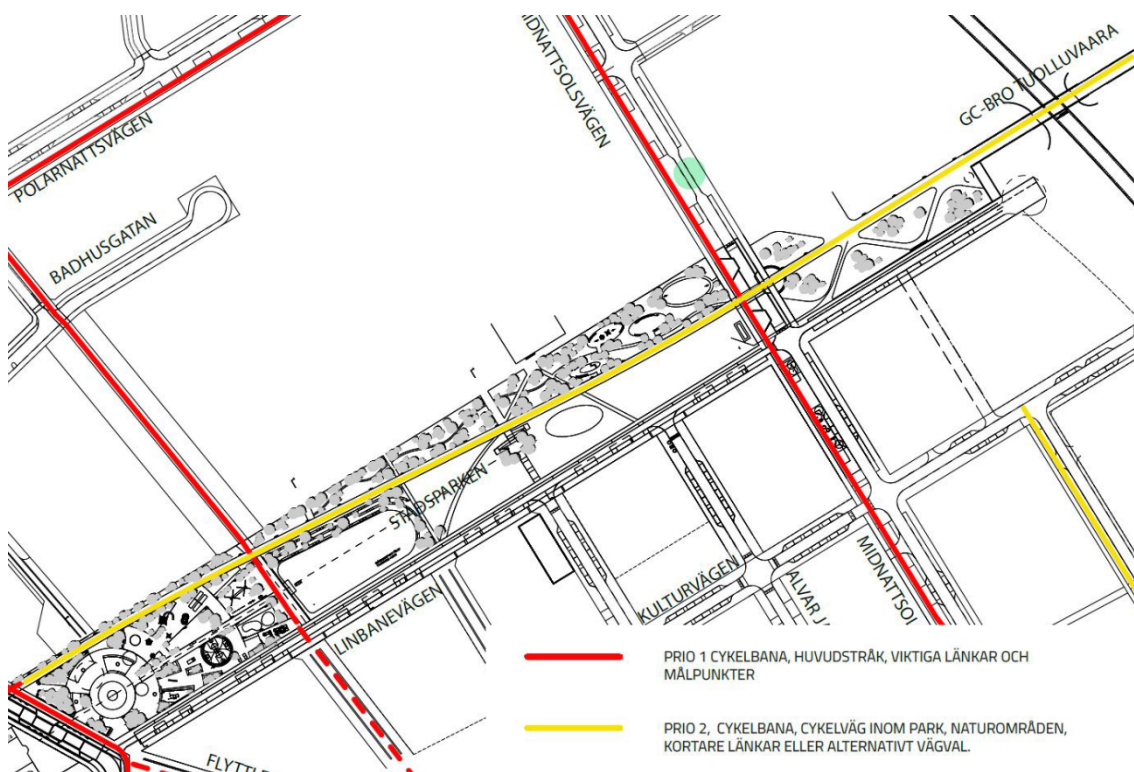 MIDNATTSOLSVÄGEN
GC-BRO TUOLLUVAARA
POLARNATTSVÄGEN
BADHUSGATAN
r
r
STADSPARKEN
LINBANEVÄGEN
KULTURVÄGEN
ALVAR
MIDNATTSOL
FLYTTL
PRIO 1 CYKELBANA, HUVUDSTRÅK, VIKTIGA LÄNKAR OCH
MÅLPUNKTER
PRIO 2, CYKELBANA, CYKELVÄG INOM PARK, NATUROMRÅDEN,
KORTARE LÄNKAR ELLER ALTERNATIVT VÄGVAL.